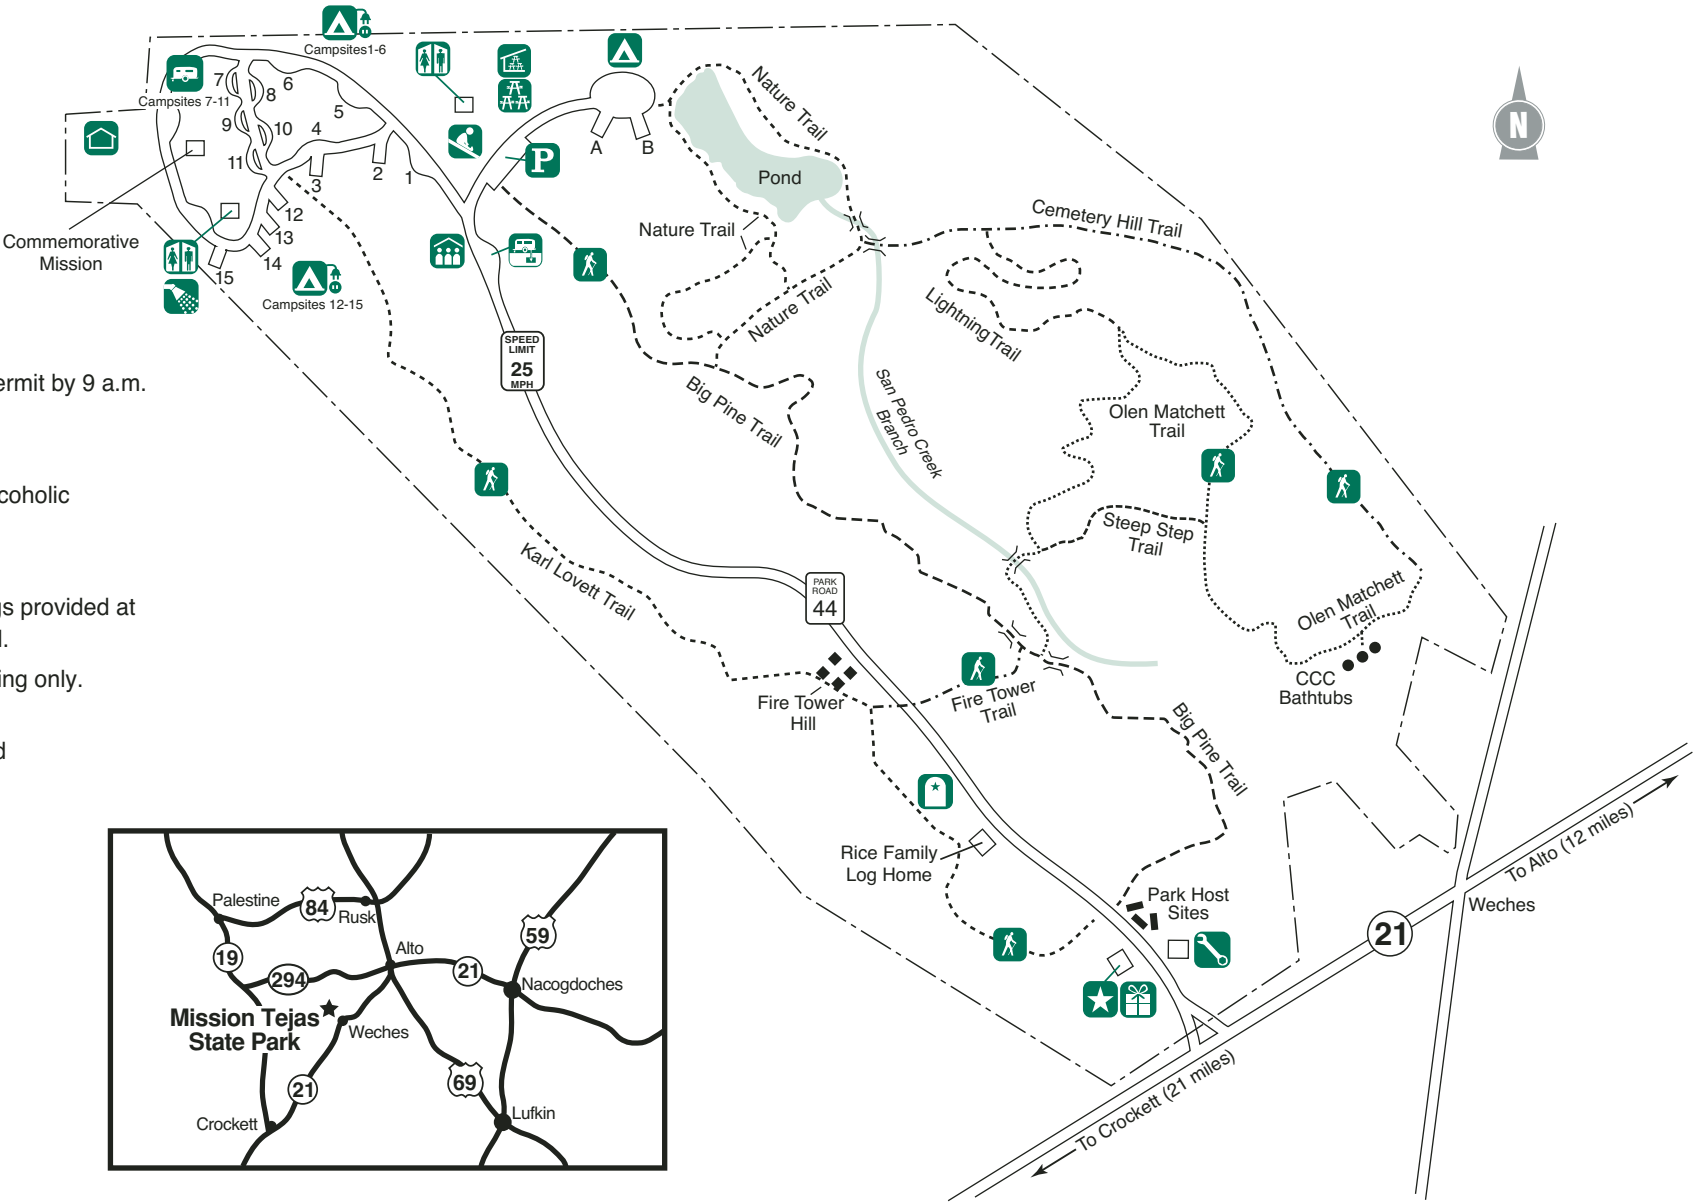 Campsites1-6
Campsites 7-11
7
6
8
5
9
10
4
11
3
2
1
12
13
14
15
A
B
P
N
Nature Trail
Pond
Nature Trail
Nature Trail
Cemetery Hill Trail
Commemorative
Mission
Campsites 12-15
LightningTrail
SPEED
LIMIT
25
MPH
Big Pine Trail
San Pedro Creek
Branch
Olen Matchett
Trail
Steep Step
Trail
Karl Lovett Trail
PARK
ROAD
44
Olen Matchett
Trail
CCC
Bathtubs
Fire Tower
Hill
Fire Tower
Trail
Big Pine Trail
Rice Family
Log Home
Park Host
Sites
To Alto (12 miles)
Weches
21
To Crockett (21 miles)
ermit by 9 a.m.
coholic
gs provided at
l.
ing only.
d
Palestine
84
Rusk
19
294
Alto
21
59
Nacogdoches
Mission Tejas
State Park
Weches
21
69
Crockett
Lufkin